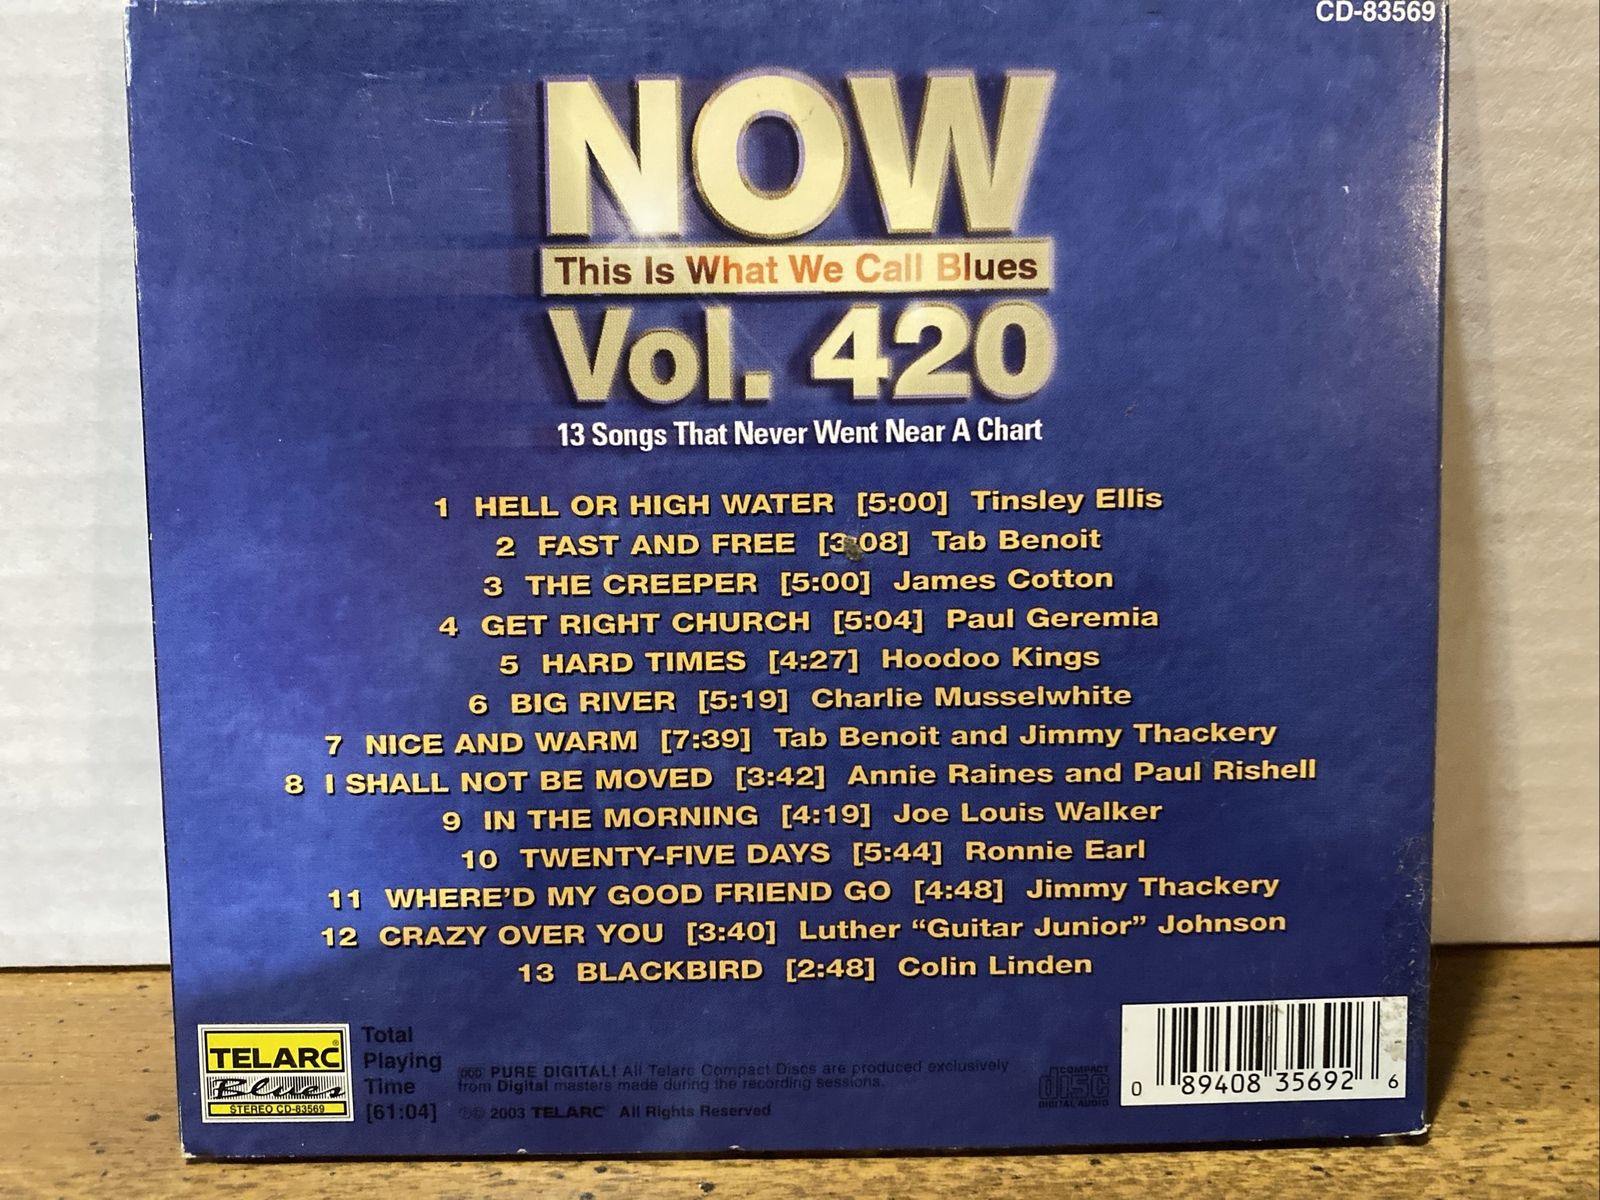 CD-83569
NOW
This Is What We Call Blues
Vol. 420
13 Songs That Never Went Near A Chart
1 HELL OR HIGH WATER [5:00] Tinsley Ellis
2 FAST AND FREE [3:08] Tab Benoit
3 THE CREEPER [5:00] James Cotton
4 GET RIGHT CHURCH [5:04] Paul Geremia
5 HARD TIMES [4:27] Hoodoo Kings
6 BIG RIVER [5:19] Charlie Musselwhite
7 NICE AND WARM [7:39] Tab Benoit and Jimmy Thackery
8 I SHALL NOT BE MOVED [3:42] Annie Raines and Paul Rishell
9 IN THE MORNING [4:19] Joe Louis Walker
10 TWENTY-FIVE DAYS [5:44] Ronnie Earl
11 WHERE'D MY GOOD FRIEND GO [4:48] Jimmy Thackery
12 CRAZY OVER YOU [3:40] Luther “Guitar Junior” Johnson
13 BLACKBIRD [2:48] Colin Linden
TELARC®
Blues
STEREO CD-83569
Total
Playing
Time
[61:04]
PURE DIGITAL! All Telarc Compact Discs are produced exclusively
from Digital masters made during the recording sessions.
℗© 2003 TELARC® All Rights Reserved
COMPACT
disc
DIGITAL AUDIO
0 89408 35692 6